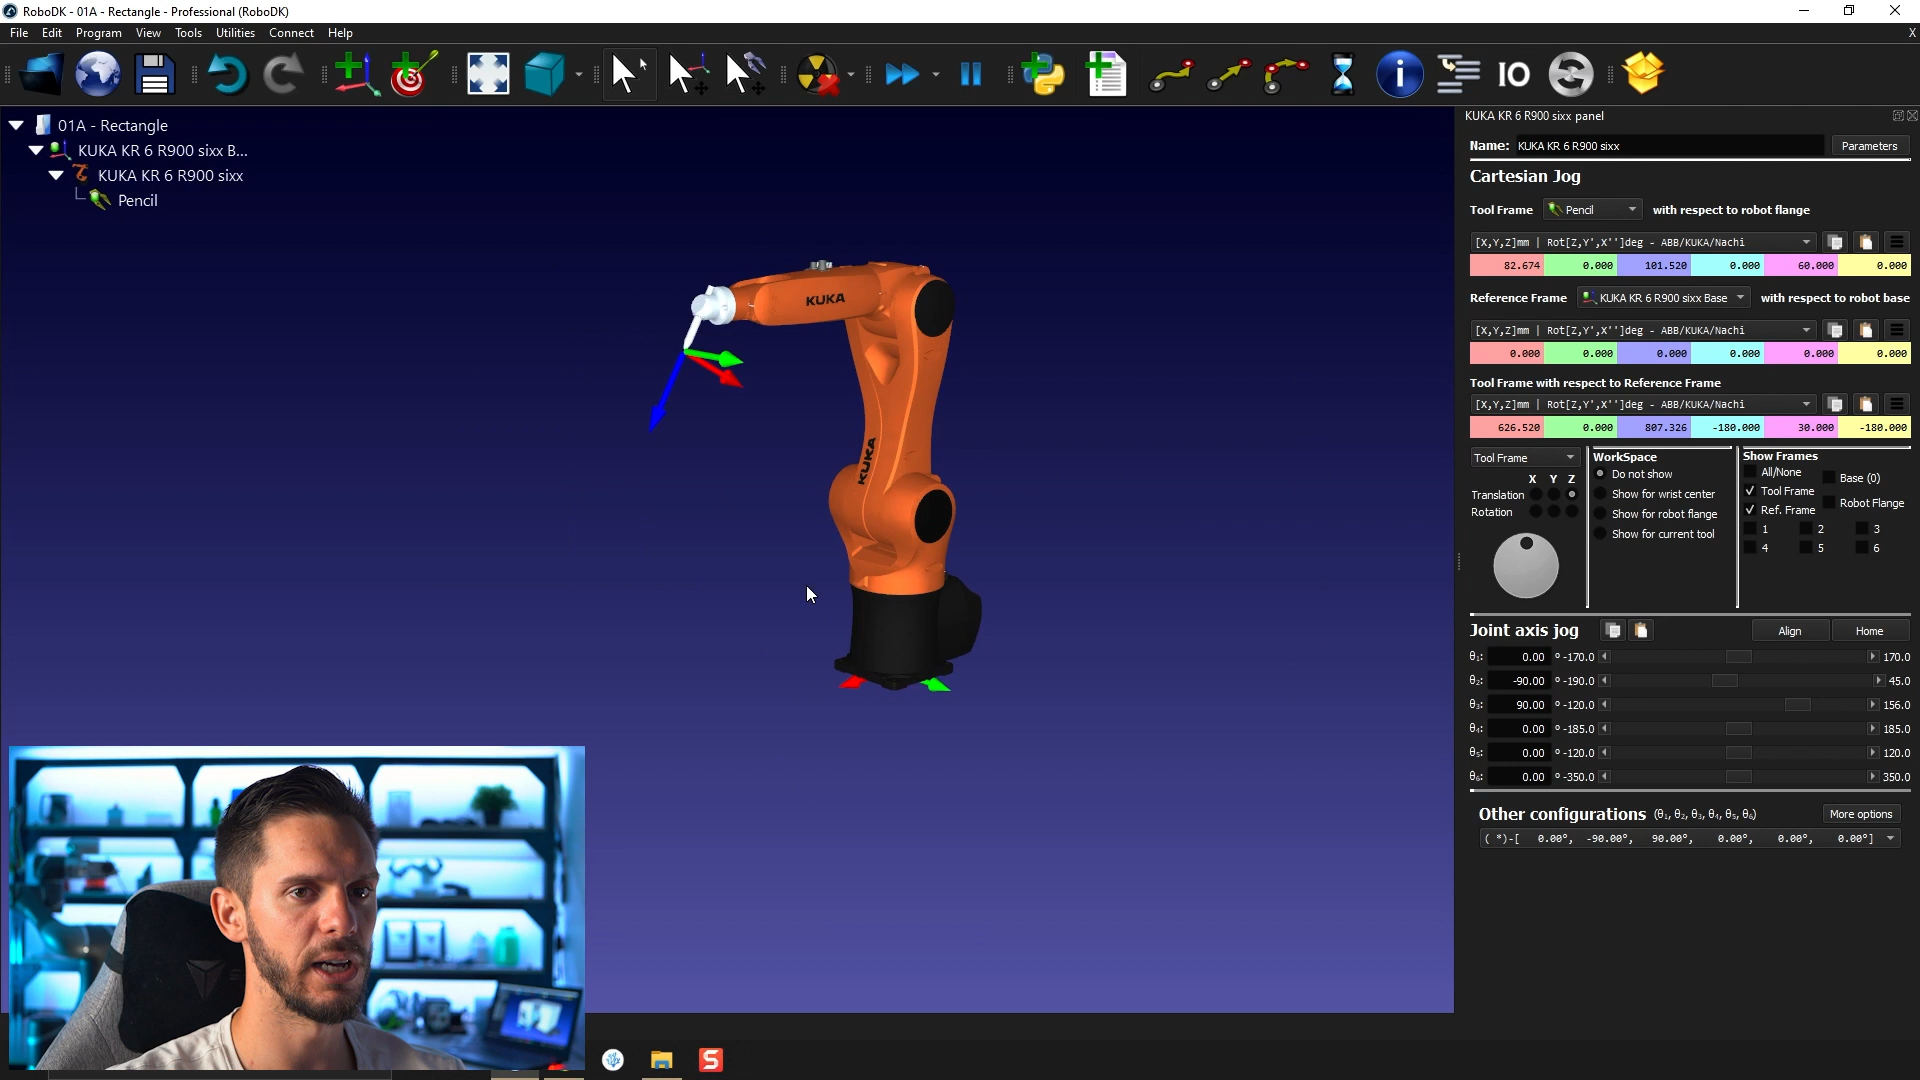 RoboDK - 01A - Rectangle - Professional (RoboDK)
File Edit Program View Tools Utilities Connect Help X
IO
01A - Rectangle
KUKA KR 6 R900 sixx B...
KUKA KR 6 R900 sixx
Pencil
KUKA
KUKA
KUKA KR 6 R900 sixx panel
Name: KUKA KR 6 R900 sixx Parameters
Cartesian Jog
Tool Frame Pencil with respect to robot flange
[X,Y,Z]mm | Rot[Z,Y',X'']deg - ABB/KUKA/Nachi
82.674 0.000 101.520 0.000 60.000 0.000
Reference Frame KUKA KR 6 R900 sixx Base with respect to robot base
[X,Y,Z]mm | Rot[Z,Y',X'']deg - ABB/KUKA/Nachi
0.000 0.000 0.000 0.000 0.000 0.000
Tool Frame with respect to Reference Frame
[X,Y,Z]mm | Rot[Z,Y',X'']deg - ABB/KUKA/Nachi
626.520 0.000 807.326 -180.000 30.000 -180.000
Tool Frame
X Y Z
Translation
Rotation
WorkSpace
Do not show
Show for wrist center
Show for robot flange
Show for current tool
Show Frames
All/None Base (0)
Tool Frame
Ref. Frame Robot Flange
1 2 3
4 5 6
Joint axis jog Align Home
θ₁: 0.00 º -170.0 170.0
θ₂: -90.00 º -190.0 45.0
θ₃: 90.00 º -120.0 156.0
θ₄: 0.00 º -185.0 185.0
θ₅: 0.00 º -120.0 120.0
θ₆: 0.00 º -350.0 350.0
Other configurations (θ₁, θ₂, θ₃, θ₄, θ₅, θ₆) More options
( *)-[ 0.00°, -90.00°, 90.00°, 0.00°, 0.00°, 0.00°]
S